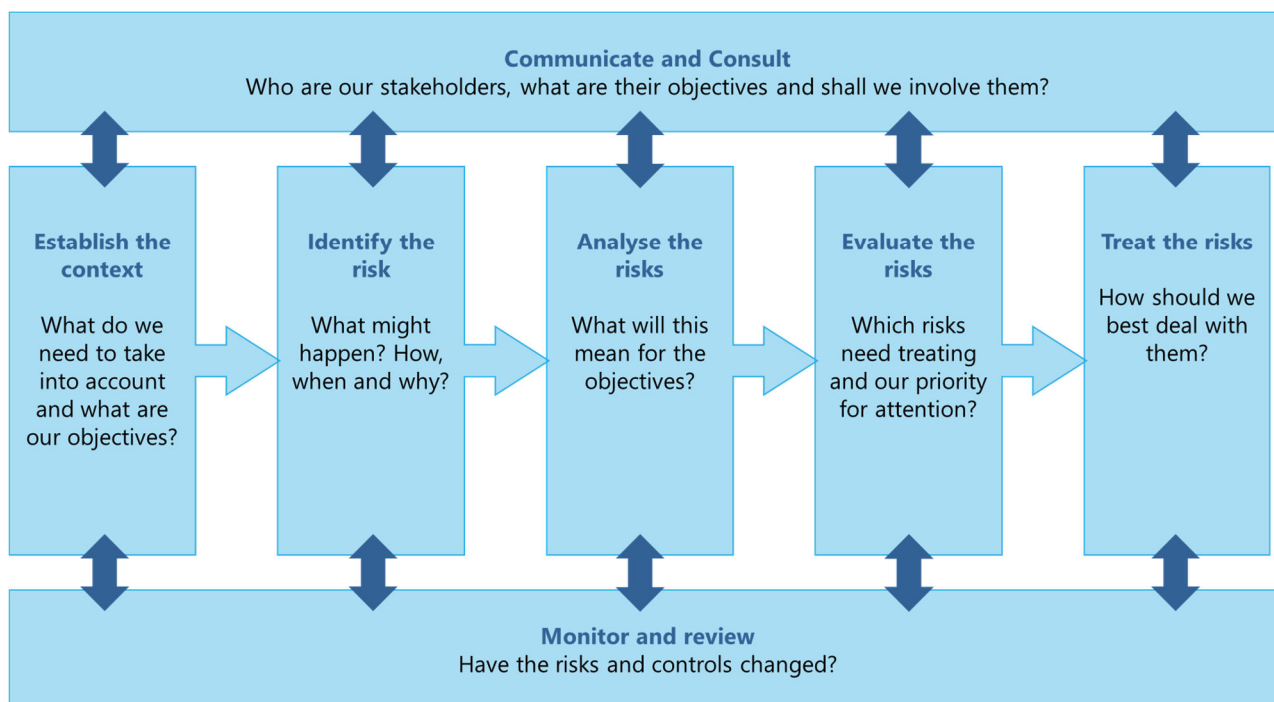 Communicate and Consult
Who are our stakeholders, what are their objectives and shall we involve them?
Establish the
context
What do we
need to take
into account
and what are
our objectives?
Identify the
risk
What might
happen? How,
when and why?
Analyse the
risks
What will this
mean for the
objectives?
Evaluate the
risks
Which risks
need treating
and our priority
for attention?
Treat the risks
How should we
best deal with
them?
Monitor and review
Have the risks and controls changed?